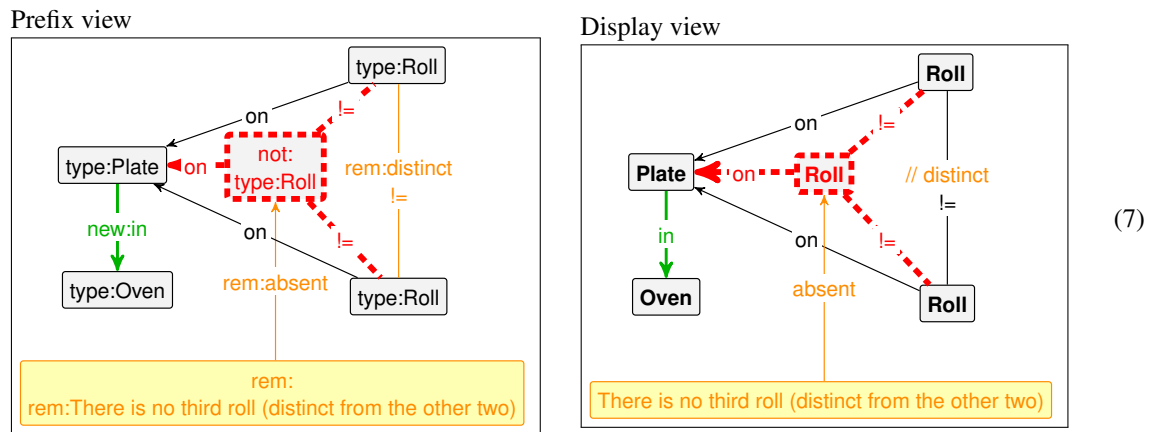 Prefix view
type:Roll
on
!=
type:Plate
on
not:
type:Roll
rem:distinct
!=
new:in
on
!=
type:Oven
rem:absent
type:Roll
rem:
rem:There is no third roll (distinct from the other two)
Display view
Roll
on
!=
Plate
on
Roll
// distinct
!=
in
on
!=
Oven
absent
Roll
There is no third roll (distinct from the other two)
(7)